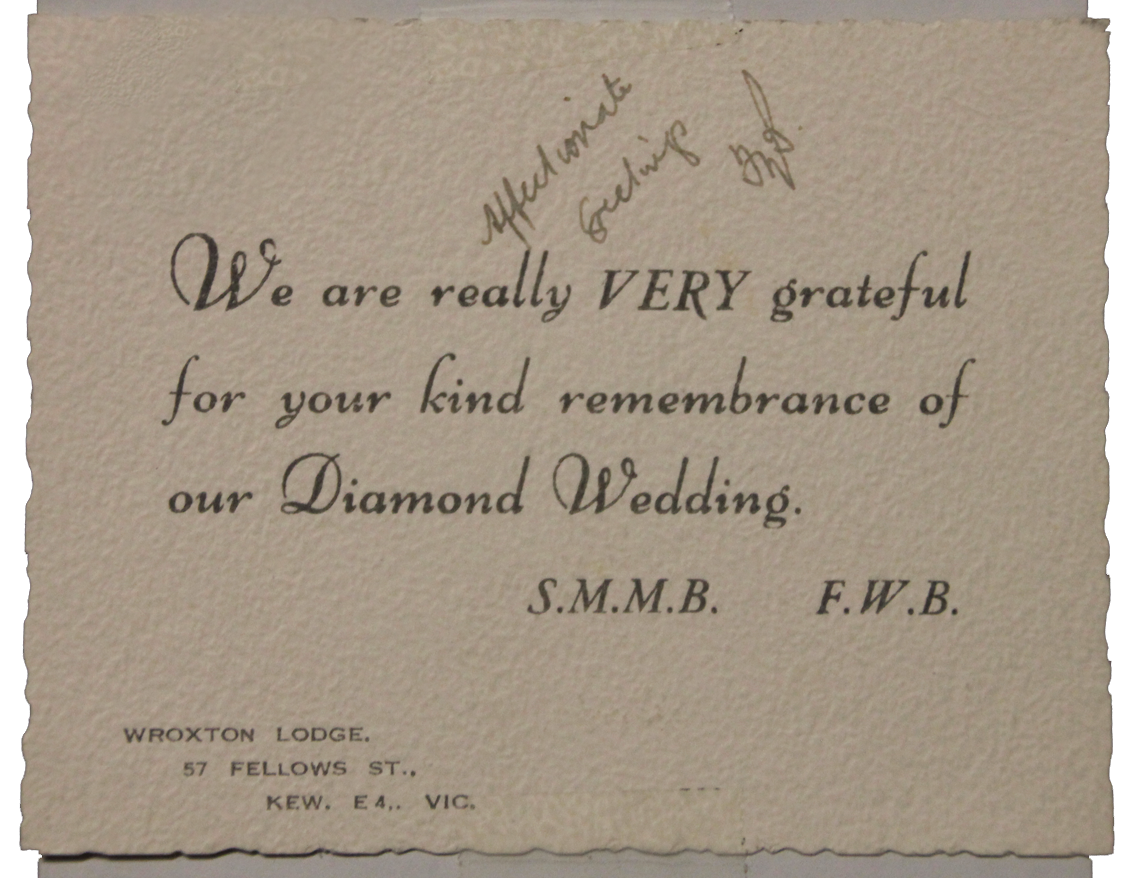 Affectionate
Greetings
We are really VERY grateful
for your kind remembrance of
our Diamond Wedding.
S.M.M.B. F.W.B.
WROXTON LODGE.
57 FELLOWS ST.,
KEW. E4,. VIC.